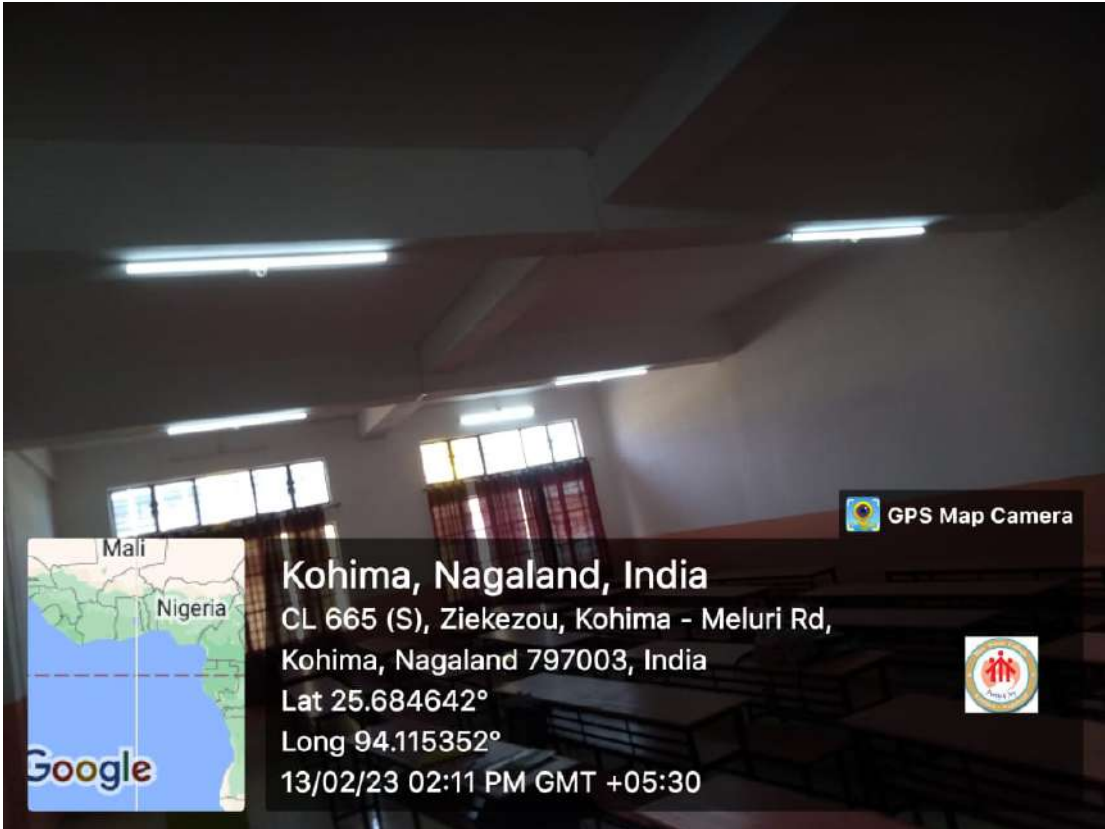 GPS Map Camera
Mali
Nigeria
Google
Kohima, Nagaland, India
CL 665 (S), Ziekezou, Kohima - Meluri Rd,
Kohima, Nagaland 797003, India
Lat 25.684642°
Long 94.115352°
13/02/23 02:11 PM GMT +05:30